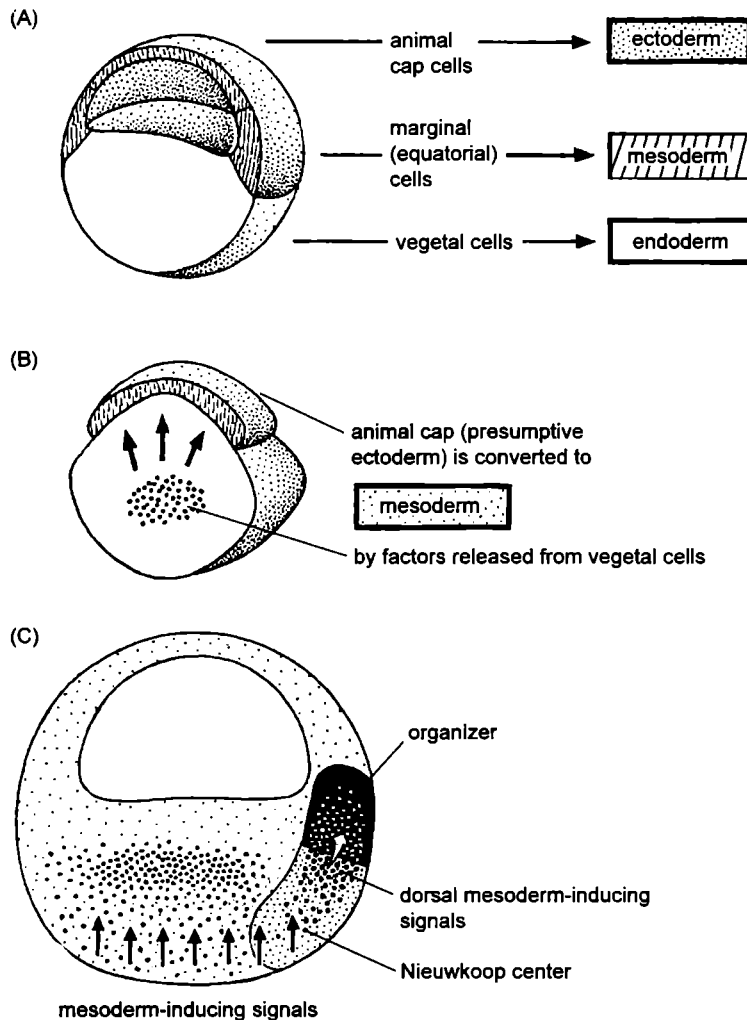 (A)
animal
cap cells
ectoderm
marginal
(equatorial)
cells
mesoderm
vegetal cells
endoderm
(B)
animal cap (presumptive
ectoderm) is converted to
mesoderm
by factors released from vegetal cells
(C)
organizer
dorsal mesoderm-inducing
signals
Nieuwkoop center
mesoderm-inducing signals